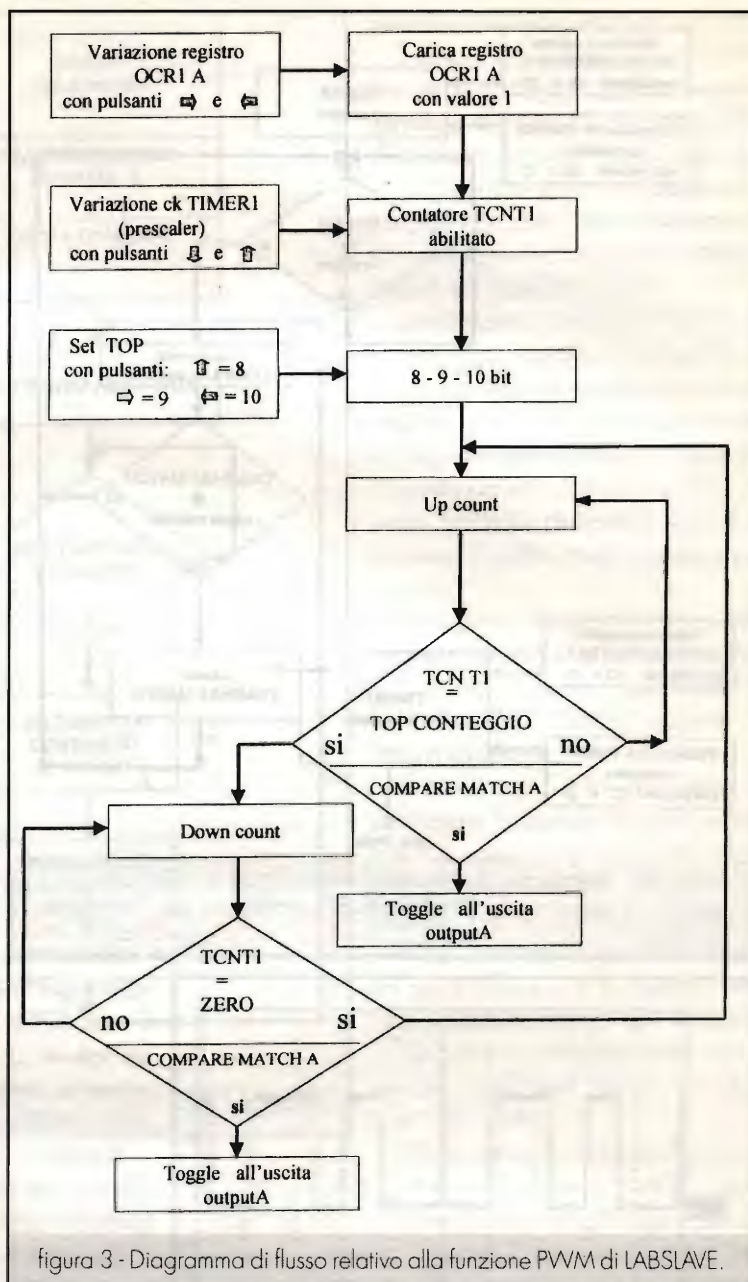 Variazione registro
OCR1 A
con pulsanti ⇨ e ⇦
Carica registro
OCR1 A
con valore 1
Variazione ck TIMER1
(prescaler)
con pulsanti ⇩ e ⇧
Contatore TCNT1
abilitato
Set TOP
con pulsanti: ⇧ = 8
⇨ = 9 ⇦ = 10
8 - 9 - 10 bit
Up count
TCN T1
=
TOP CONTEGGIO
si no
COMPARE MATCH A
si
Toggle all'uscita
outputA
Down count
TCNT1
=
ZERO
no si
COMPARE MATCH A
si
Toggle all'uscita
outputA
figura 3 - Diagramma di flusso relativo alla funzione PWM di LABSLAVE.